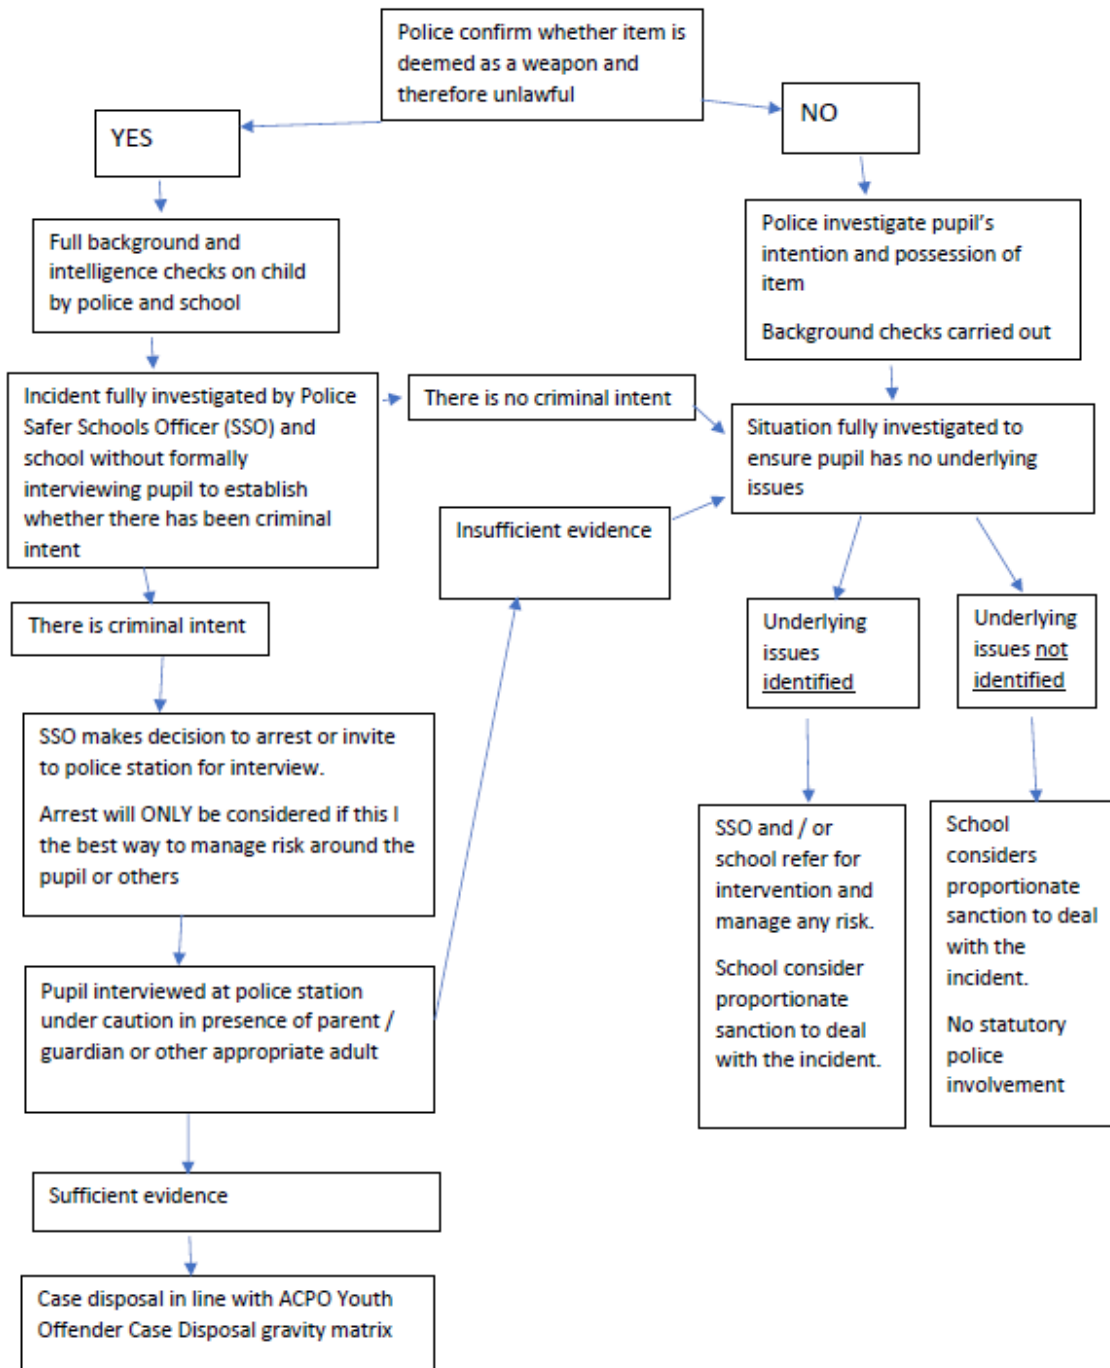 Police confirm whether item is
deemed as a weapon and
therefore unlawful
YES
NO
Full background and
intelligence checks on child
by police and school
Police investigate pupil's
intention and possession of
item
Background checks carried out
Incident fully investigated by Police
Safer Schools Officer (SSO) and
school without formally
interviewing pupil to establish
whether there has been criminal
intent
There is no criminal intent
Situation fully investigated to
ensure pupil has no underlying
issues
Insufficient evidence
There is criminal intent
Underlying
issues
identified
Underlying
issues not
identified
SSO makes decision to arrest or invite
to police station for interview.
Arrest will ONLY be considered if this I
the best way to manage risk around the
pupil or others
SSO and / or
school refer for
intervention and
manage any risk.
School consider
proportionate
sanction to deal
with the incident.
School
considers
proportionate
sanction to deal
with the
incident.
No statutory
police
involvement
Pupil interviewed at police station
under caution in presence of parent /
guardian or other appropriate adult
Sufficient evidence
Case disposal in line with ACPO Youth
Offender Case Disposal gravity matrix